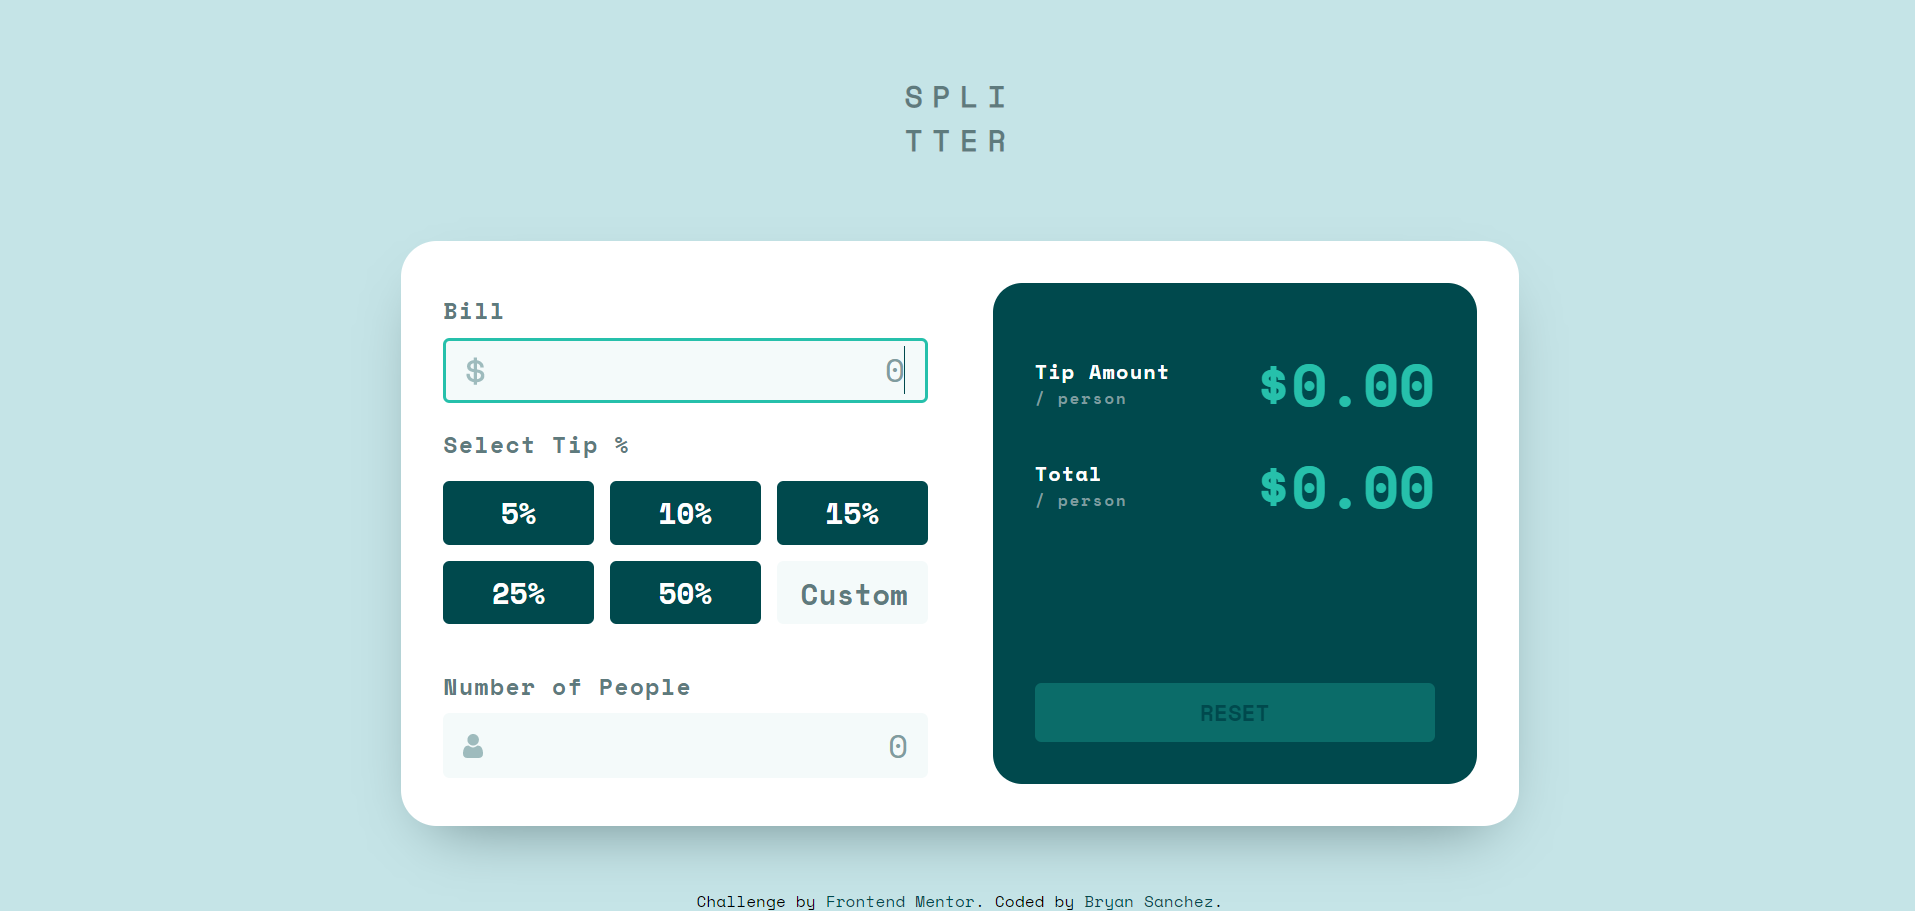 SPLI
TTER
Bill
$ 0
Select Tip %
5% 10% 15%
25% 50% Custom
Number of People
0
Tip Amount
/ person
$0.00
Total
/ person
$0.00
RESET
Challenge by Frontend Mentor. Coded by Bryan Sanchez.